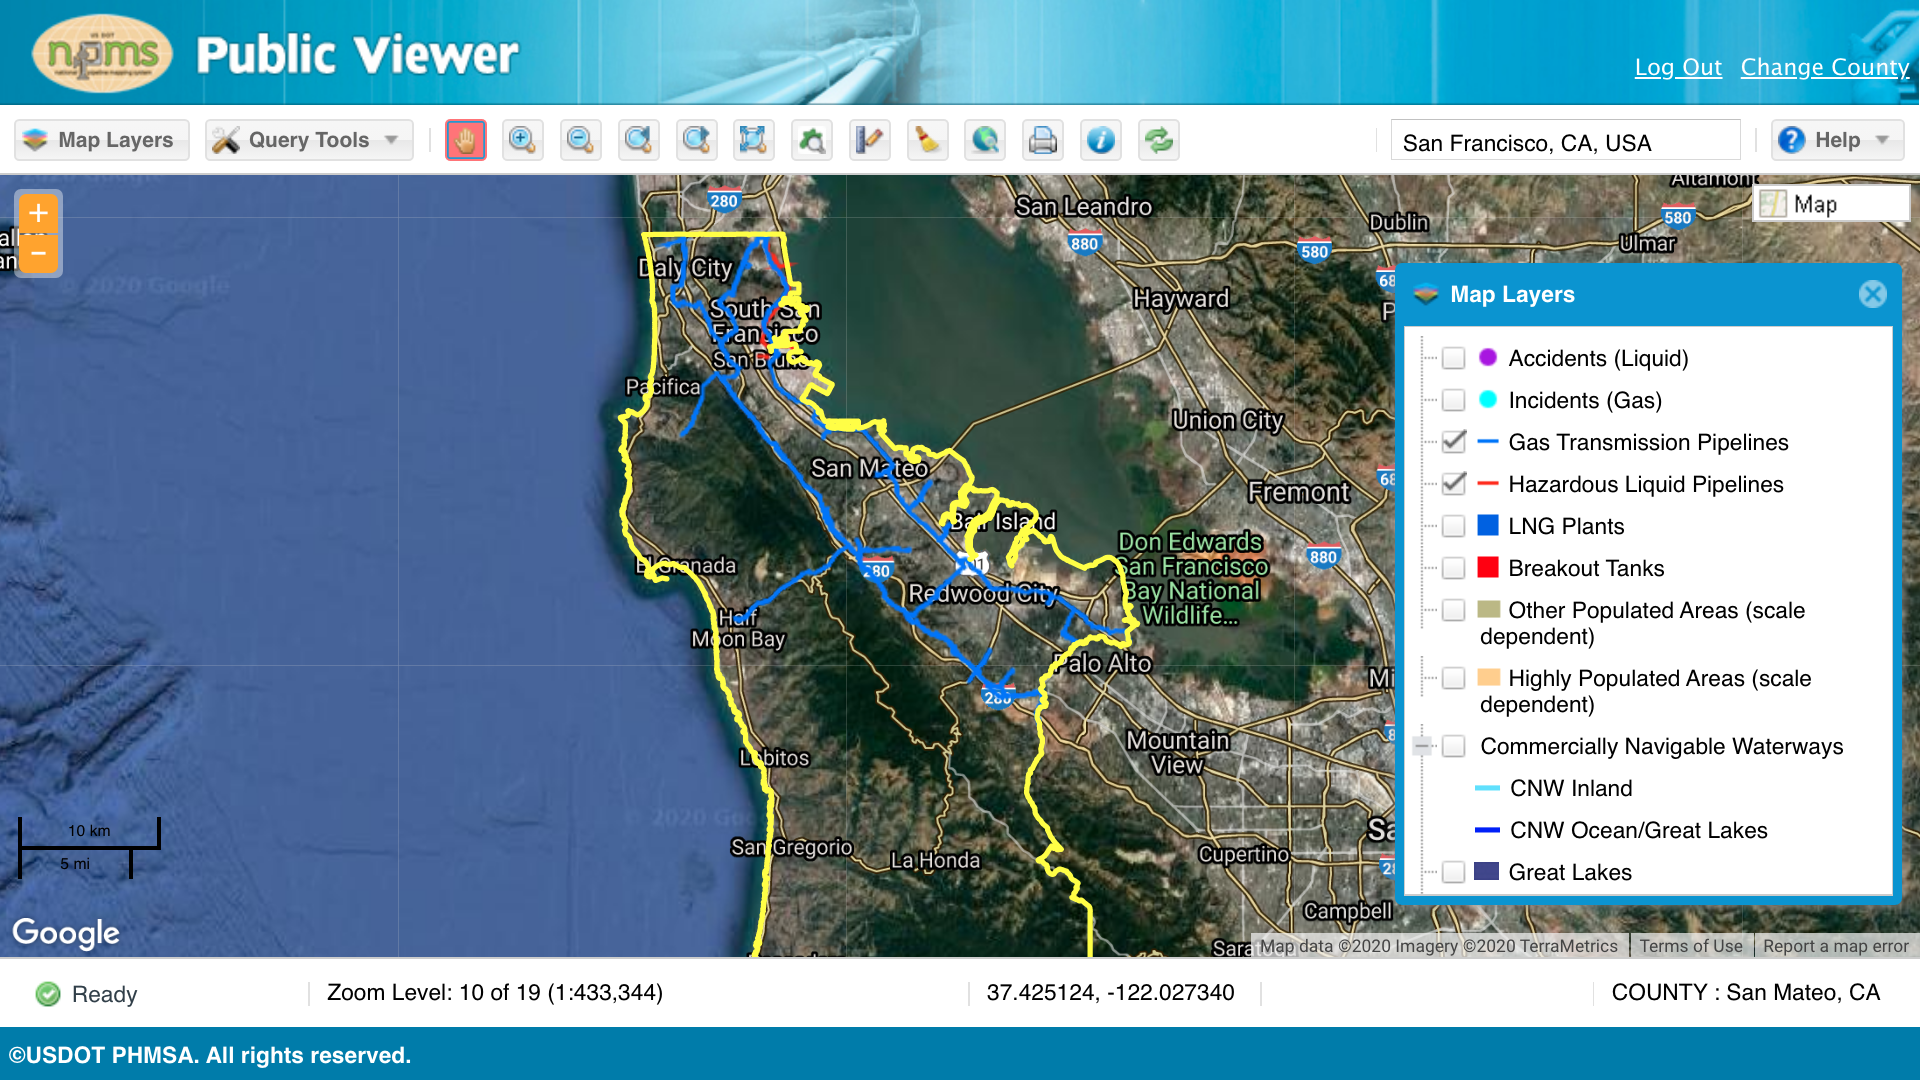 US DOT
npms
national pipeline mapping system
Public Viewer
Log Out Change County
Map Layers
Query Tools
San Francisco, CA, USA
Help
+
−
280
San Leandro
Altamont
Map
880
Dublin
580
580
Ulmar
Daly City
© 2020 Google
Hayward
South San
Francisco
San Bruno
Pacifica
Union City
San Mateo
Fremont
Bair Island
Don Edwards
San Francisco
Bay National
Wildlife...
880
El Granada
280
101
Redwood City
Half
Moon Bay
Palo Alto
280
Mountain
View
Lobitos
San Gregorio
La Honda
Cupertino
Campbell
10 km
5 mi
Google
Map Layers
Accidents (Liquid)
Incidents (Gas)
Gas Transmission Pipelines
Hazardous Liquid Pipelines
LNG Plants
Breakout Tanks
Other Populated Areas (scale
dependent)
Highly Populated Areas (scale
dependent)
Commercially Navigable Waterways
CNW Inland
CNW Ocean/Great Lakes
Great Lakes
Map data ©2020 Imagery ©2020 TerraMetrics Terms of Use Report a map error
Ready
Zoom Level: 10 of 19 (1:433,344)
37.425124, -122.027340
COUNTY : San Mateo, CA
©USDOT PHMSA. All rights reserved.